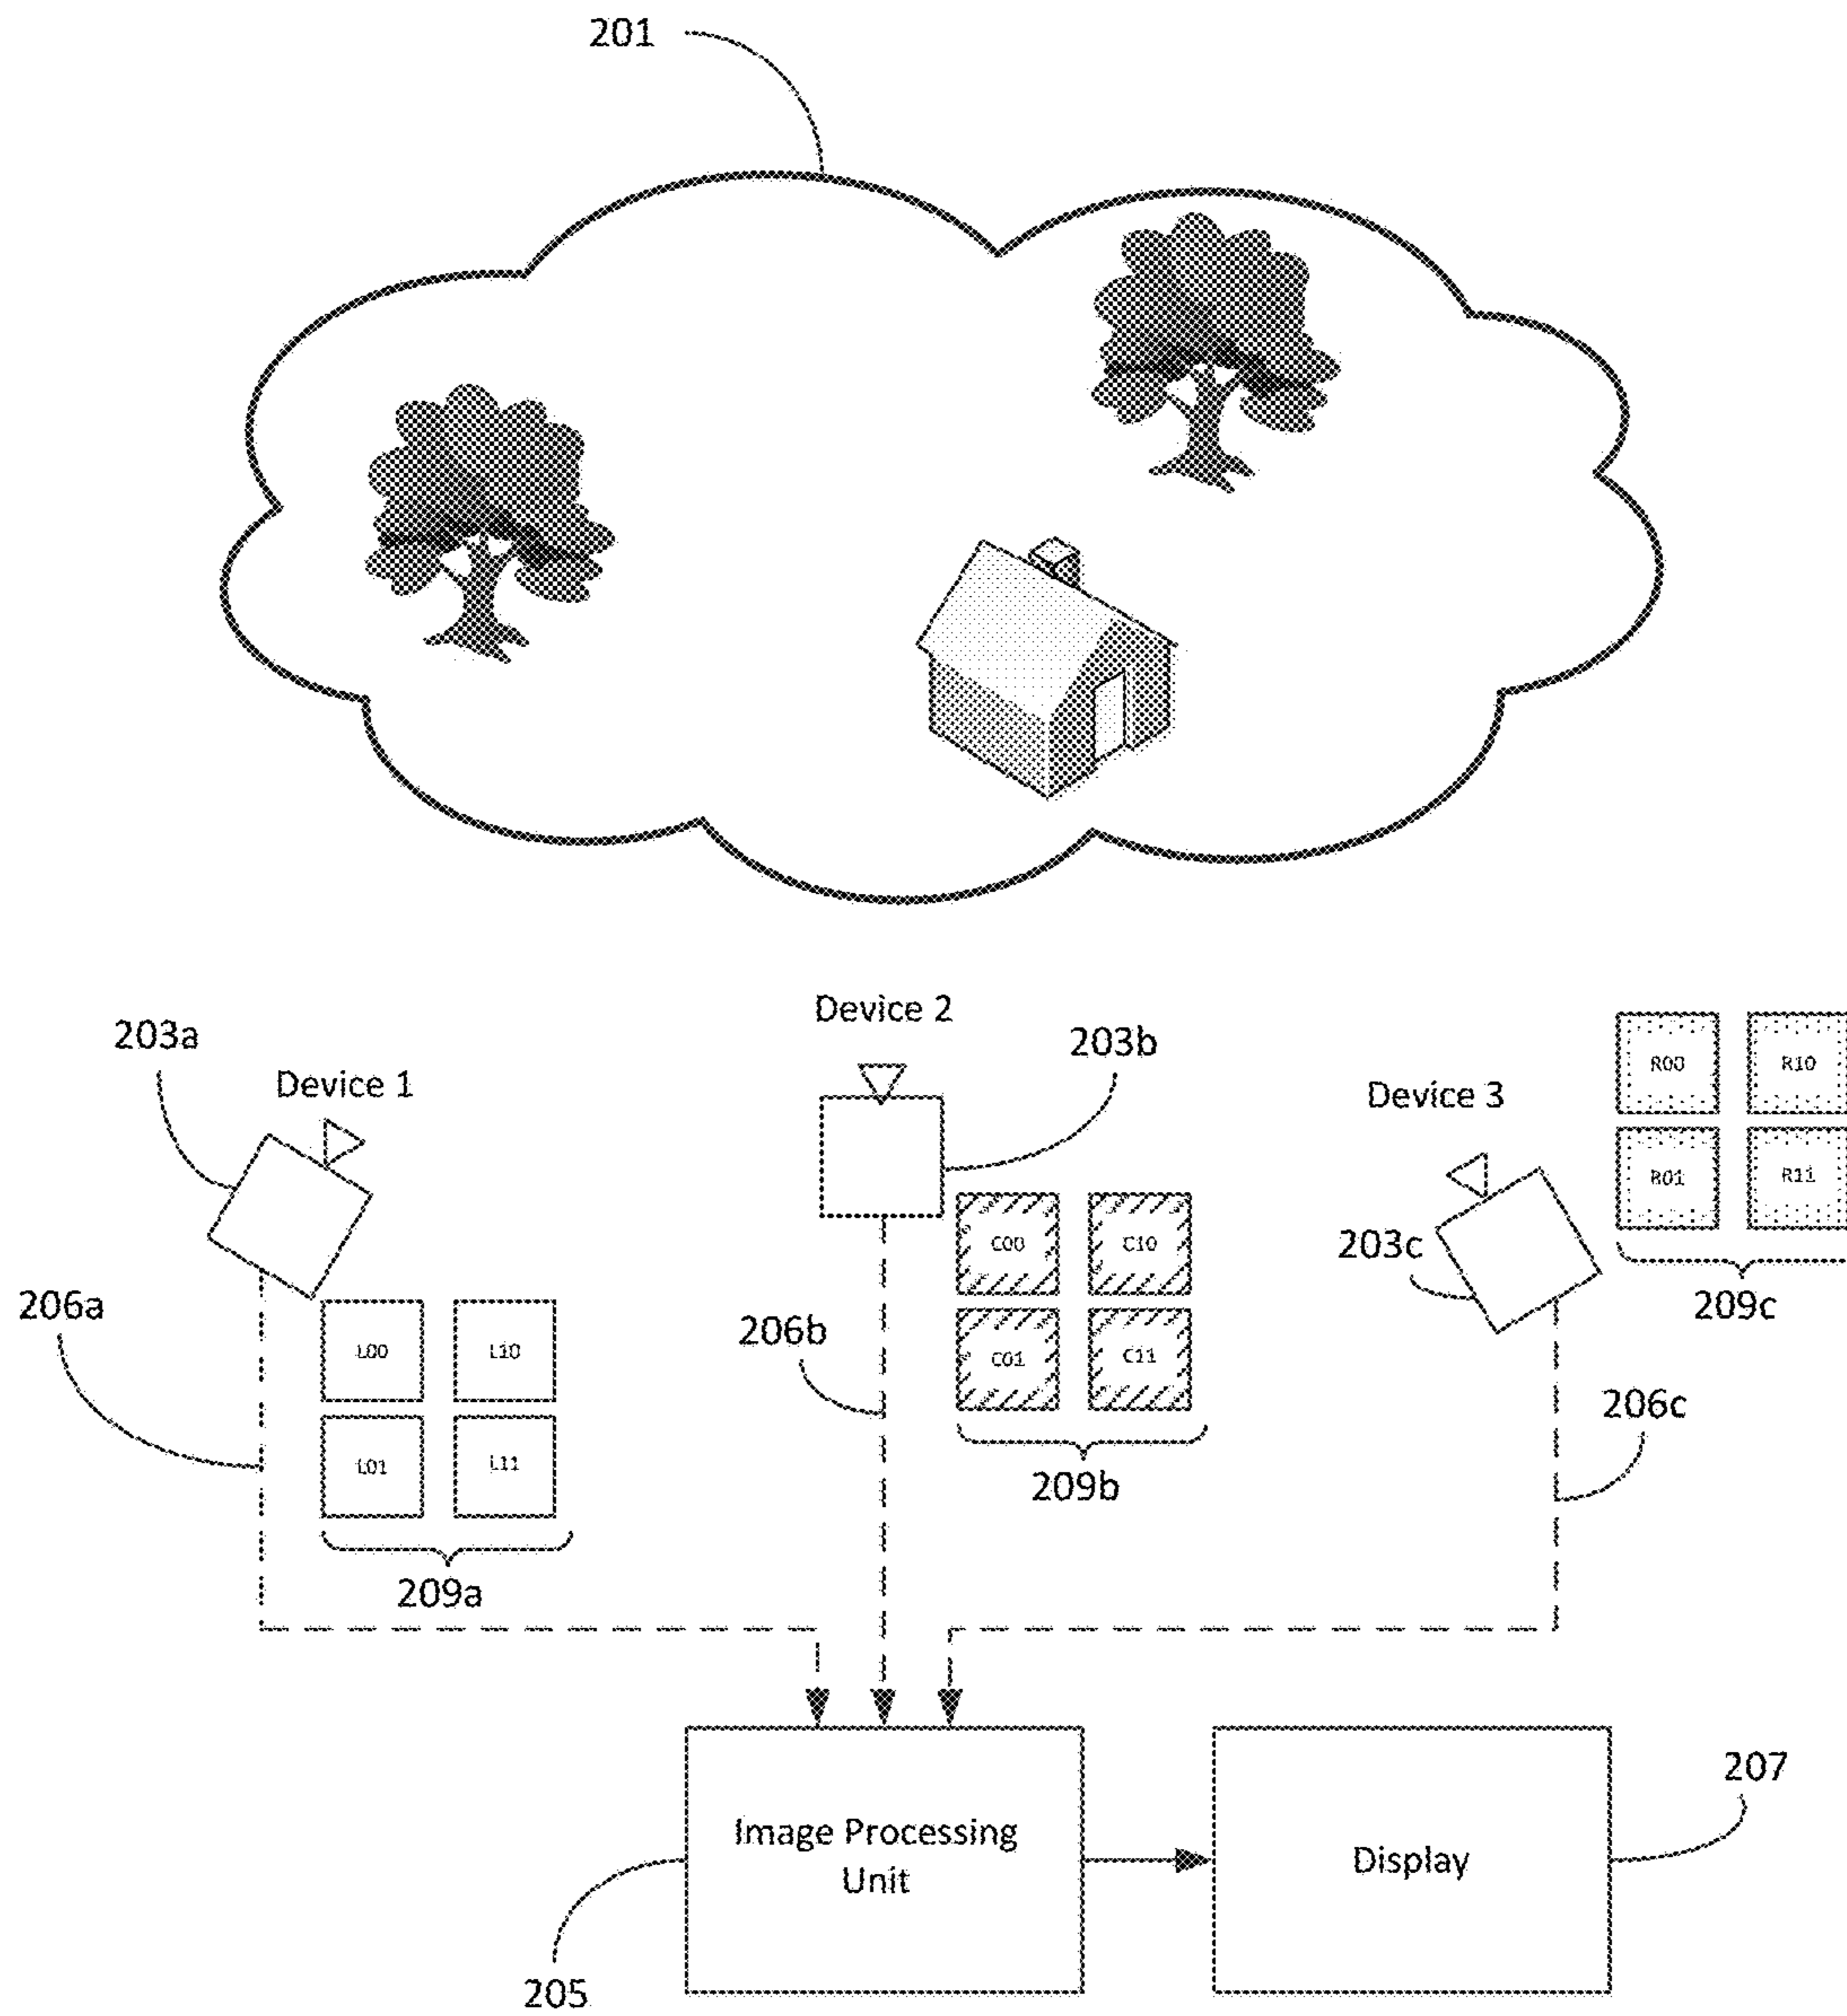 201
Device 2
203a
203b
Device 1
Device 3
R00 R10
R01 R11
203c
209c
C00 C10
C01 C11
209b
206a
206b
206c
L00 L10
L01 L11
209a
Image Processing
Unit
Display
207
205